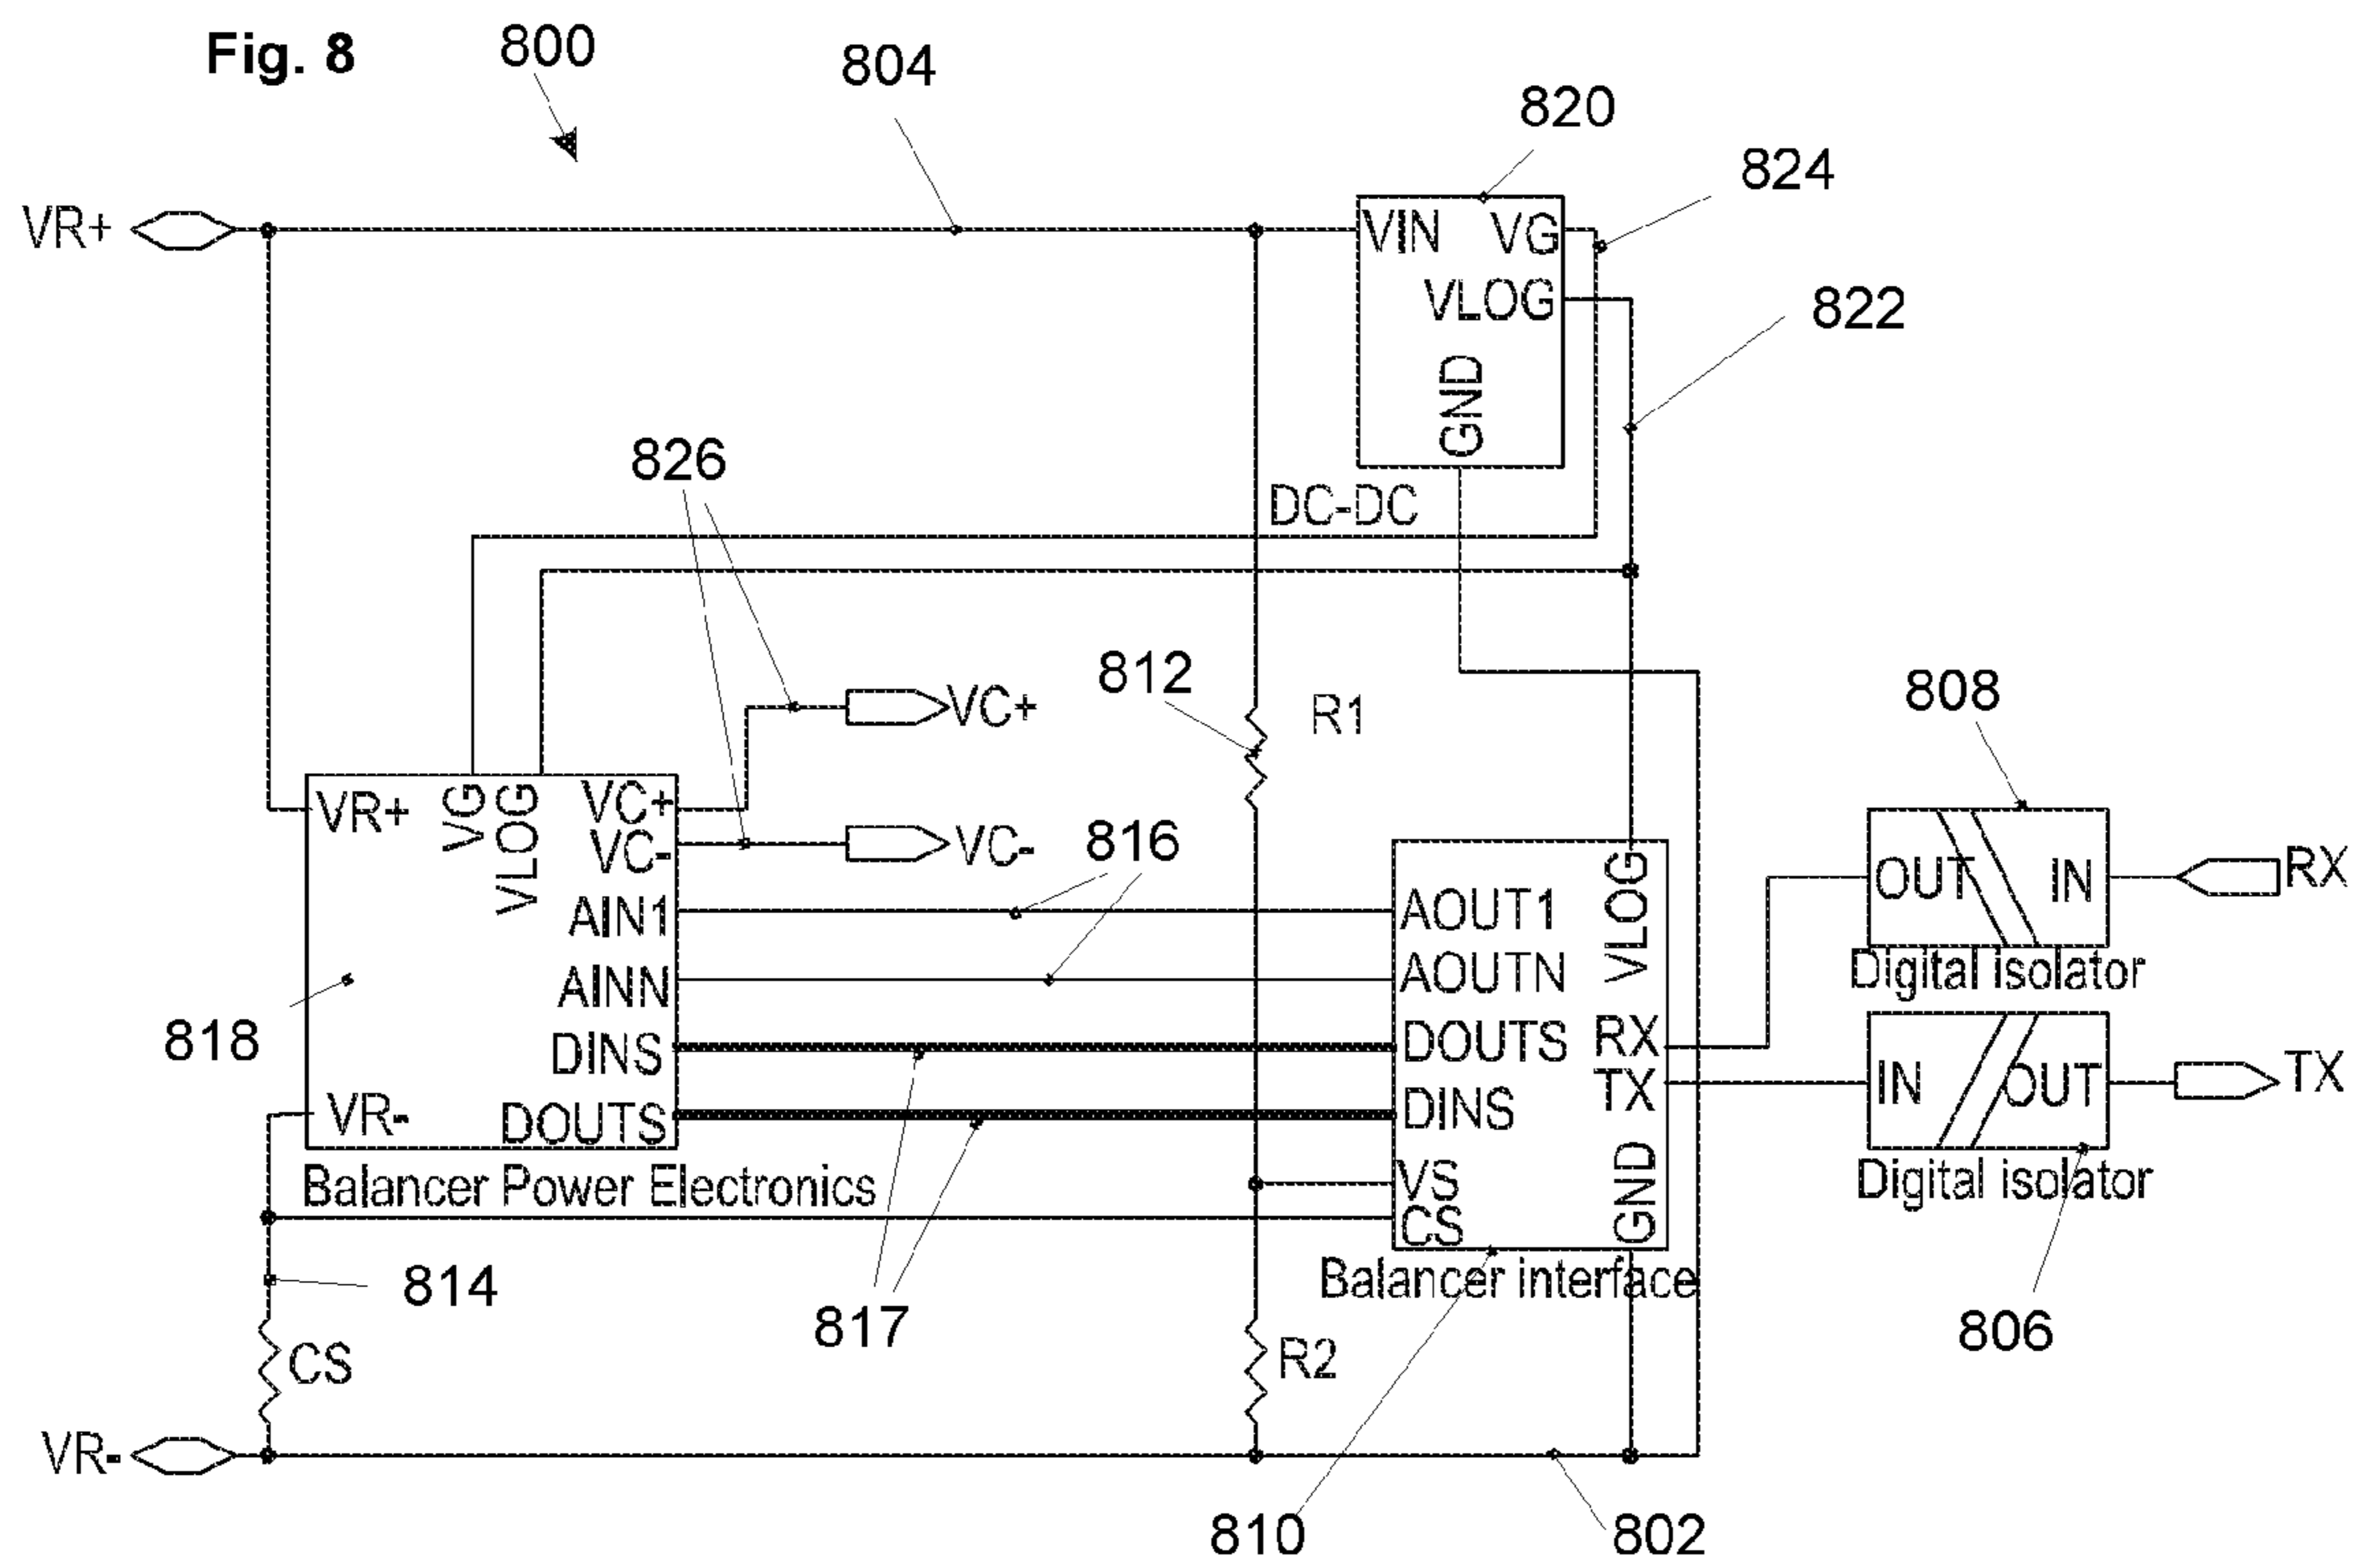 Fig. 8
800
804
820
824
VR+
VIN
VG
VLOG
822
GND
DC-DC
826
812
R1
808
VC+
VR+
VG
VLOG
VC+
VC-
VC-
816
VLOG
OUT
IN
RX
AIN1
AOUT1
AINN
AOUTN
Digital isolator
818
DINS
DOUTS
RX
TX
IN
OUT
TX
VR-
DOUTS
DINS
GND
Balancer Power Electronics
VS
CS
Digital isolator
814
817
Balancer interface
806
CS
R2
VR-
810
802